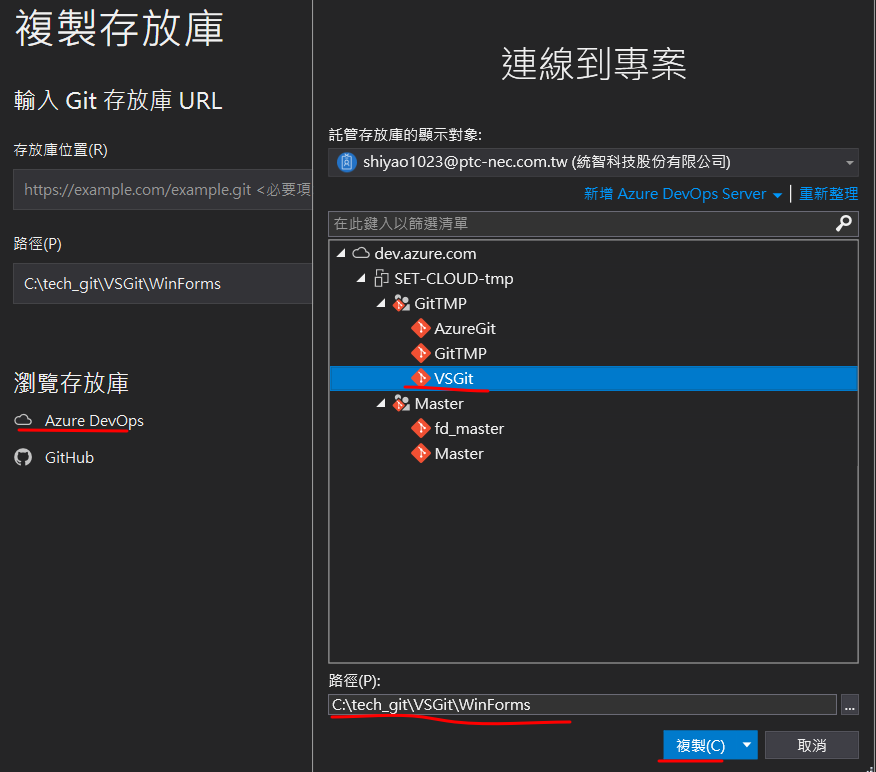 複製存放庫
輸入 Git 存放庫 URL
存放庫位置(R)
https://example.com/example.git <必要項
路徑(P)
C:\tech_git\VSGit\WinForms
瀏覽存放庫
Azure DevOps
GitHub
連線到專案
託管存放庫的顯示對象:
shiyao1023@ptc-nec.com.tw (統智科技股份有限公司)
新增 Azure DevOps Server | 重新整理
在此鍵入以篩選清單
dev.azure.com
SET-CLOUD-tmp
GitTMP
AzureGit
GitTMP
VSGit
Master
fd_master
Master
路徑(P):
C:\tech_git\VSGit\WinForms
...
複製(C)
取消